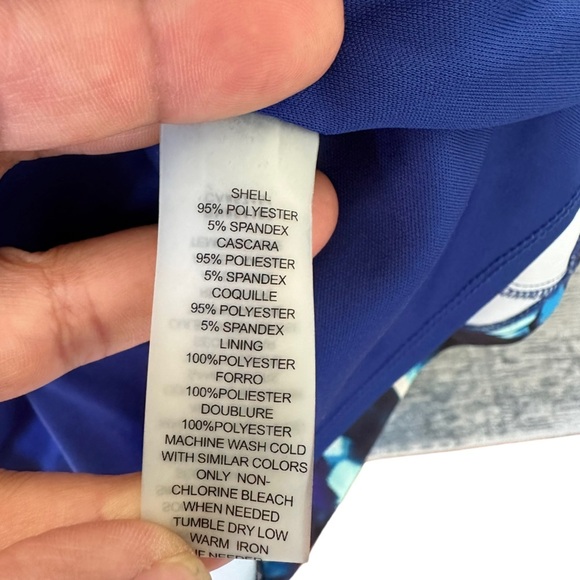 SHELL
95% POLYESTER
5% SPANDEX
CASCARA
95% POLIESTER
5% SPANDEX
COQUILLE
95% POLYESTER
5% SPANDEX
LINING
100%POLYESTER
FORRO
100%POLIESTER
DOUBLURE
100%POLYESTER
MACHINE WASH COLD
WITH SIMILAR COLORS
ONLY NON-
CHLORINE BLEACH
WHEN NEEDED
TUMBLE DRY LOW
WARM IRON
NEEDED